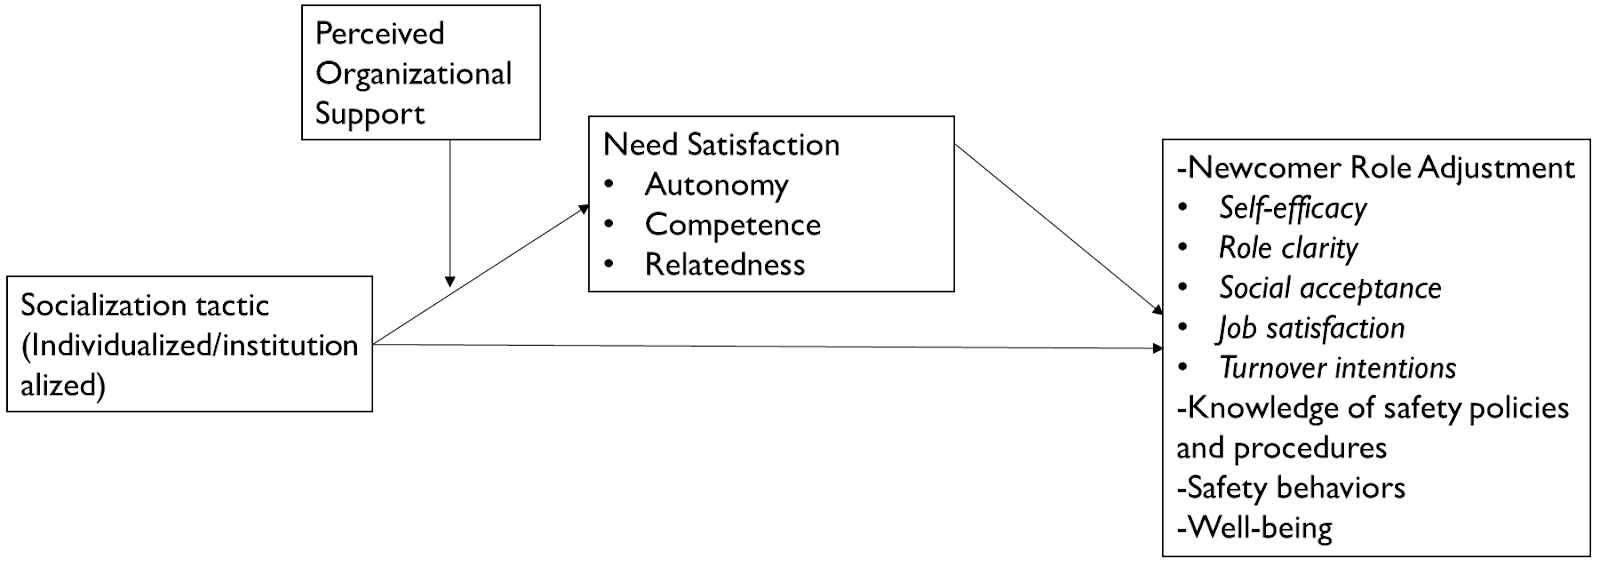 Perceived
Organizational
Support
Need Satisfaction
• Autonomy
• Competence
• Relatedness
Socialization tactic
(Individualized/institution
alized)
-Newcomer Role Adjustment
• Self-efficacy
• Role clarity
• Social acceptance
• Job satisfaction
• Turnover intentions
-Knowledge of safety policies
and procedures
-Safety behaviors
-Well-being